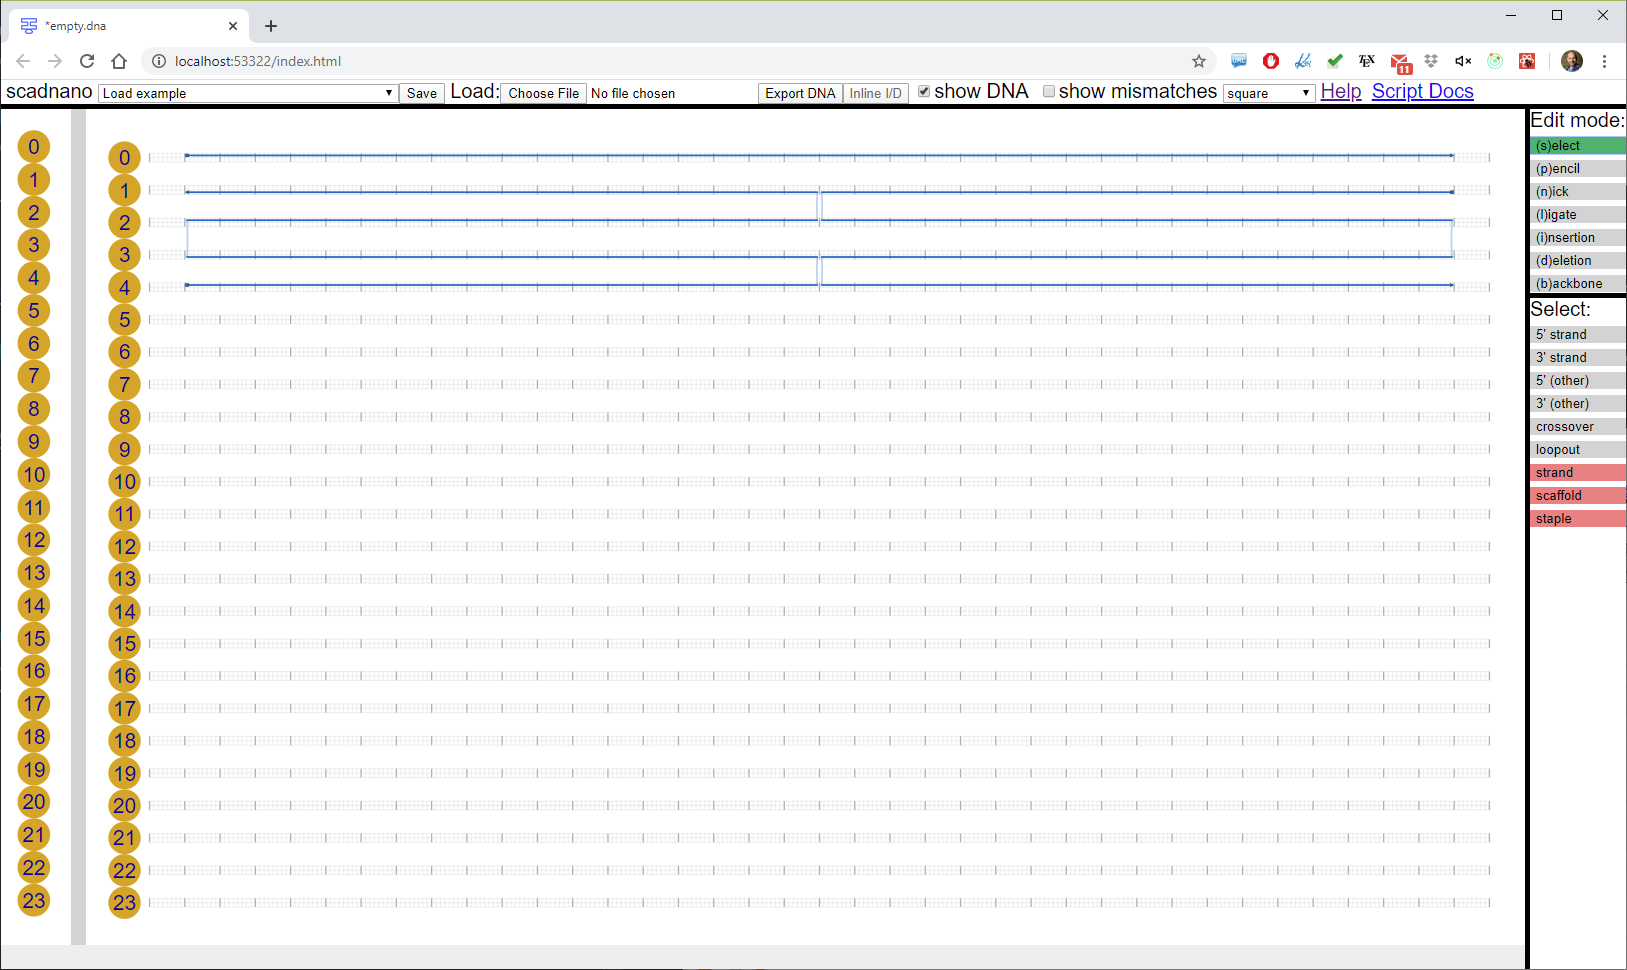 *empty.dna
localhost:53322/index.html
11
scadnano Load example Save Load: Choose File No file chosen Export DNA Inline I/D show DNA show mismatches square Help Script Docs
Edit mode:
(s)elect
(p)encil
(n)ick
(l)igate
(i)nsertion
(d)eletion
(b)ackbone
Select:
5' strand
3' strand
5' (other)
3' (other)
crossover
loopout
strand
scaffold
staple
0 0
1 1
2 2
3 3
4 4
5 5
6 6
7 7
8 8
9 9
10 10
11 11
12 12
13 13
14 14
15 15
16 16
17 17
18 18
19 19
20 20
21 21
22 22
23 23